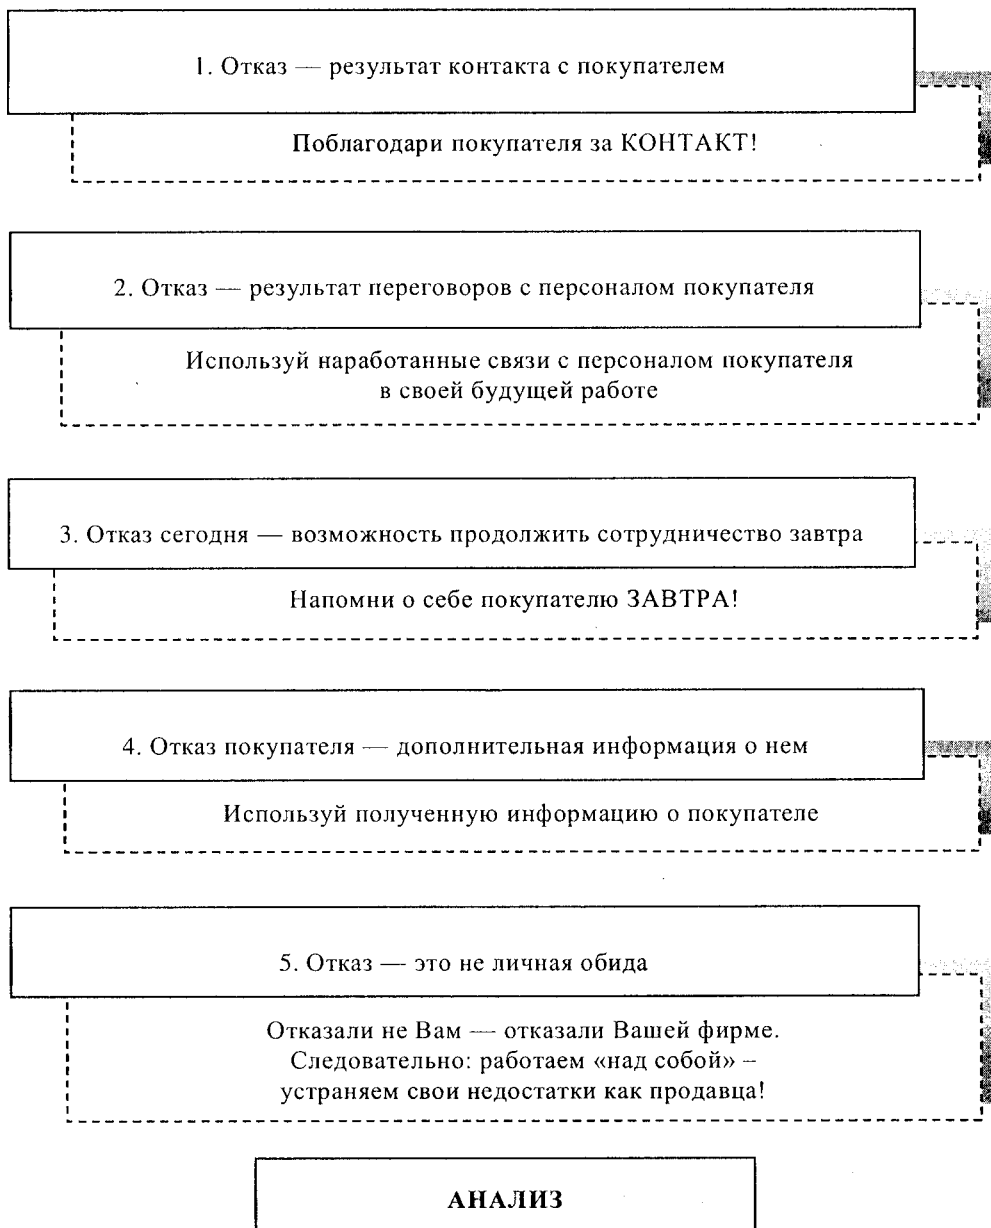 1. Отказ — результат контакта с покупателем
Поблагодари покупателя за КОНТАКТ!
2. Отказ — результат переговоров с персоналом покупателя
Используй наработанные связи с персоналом покупателя
в своей будущей работе
3. Отказ сегодня — возможность продолжить сотрудничество завтра
Напомни о себе покупателю ЗАВТРА!
4. Отказ покупателя — дополнительная информация о нем
Используй полученную информацию о покупателе
5. Отказ — это не личная обида
Отказали не Вам — отказали Вашей фирме.
Следовательно: работаем «над собой» –
устраняем свои недостатки как продавца!
АНАЛИЗ